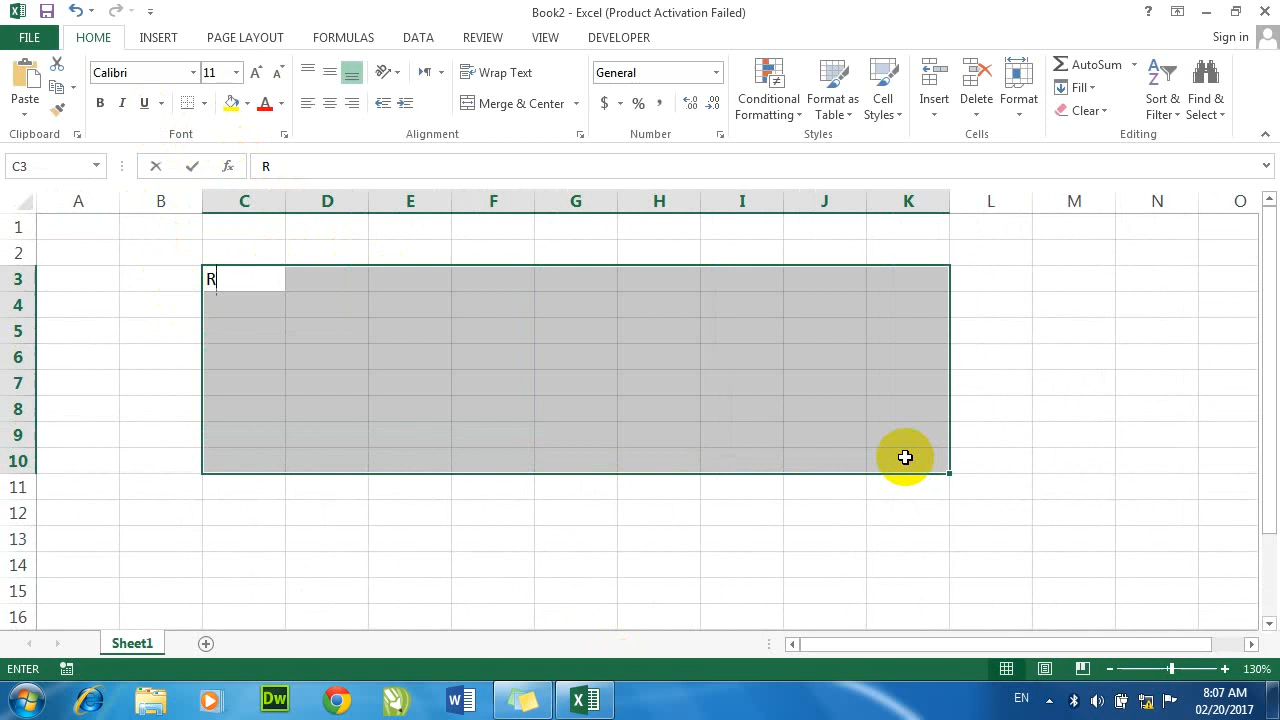 Book2 - Excel (Product Activation Failed)
FILE HOME INSERT PAGE LAYOUT FORMULAS DATA REVIEW VIEW DEVELOPER Sign in
Paste
Clipboard
Calibri 11
B I U A
Font
Wrap Text
Merge & Center
Alignment
General
$ % ,
Number
Conditional Formatting
Format as Table
Cell Styles
Styles
Insert Delete Format
Cells
AutoSum
Fill
Clear
Sort & Filter
Find & Select
Editing
C3 fx R
A B C D E F G H I J K L M N O
1
2
3 R
4
5
6
7
8
9
10
11
12
13
14
15
16
Sheet1
ENTER 130%
Dw EN 8:07 AM
02/20/2017